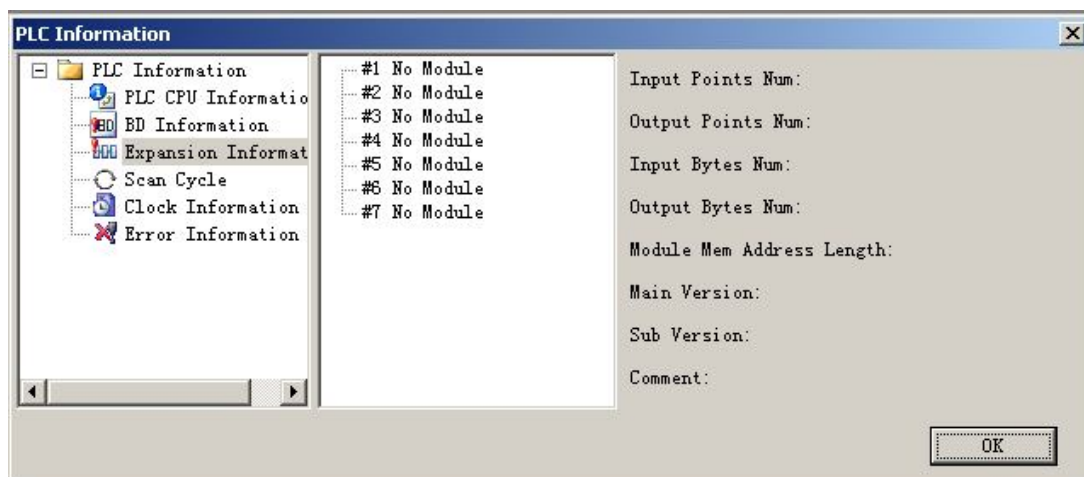 PLC Information
PLC Information
PLC CPU Informatio
BD Information
Expansion Informat
Scan Cycle
Clock Information
Error Information
#1 No Module
#2 No Module
#3 No Module
#4 No Module
#5 No Module
#6 No Module
#7 No Module
Input Points Num:
Output Points Num:
Input Bytes Num:
Output Bytes Num:
Module Mem Address Length:
Main Version:
Sub Version:
Comment:
OK